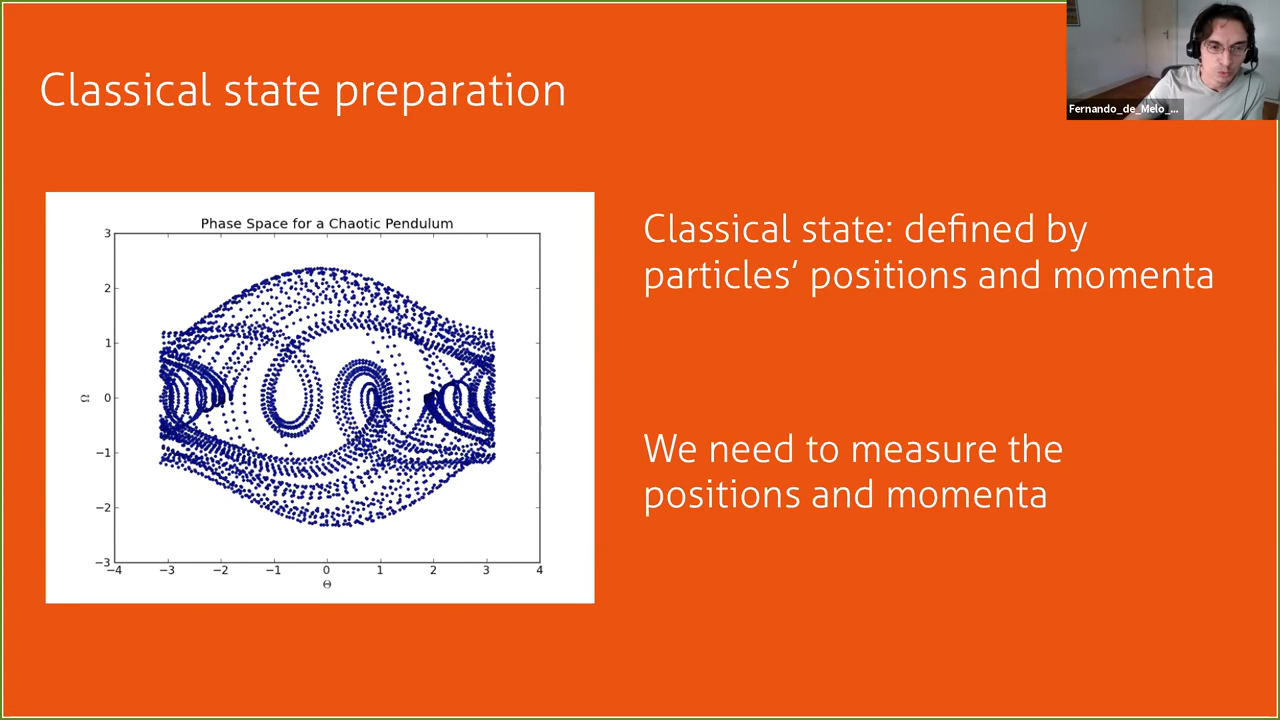 Classical state preparation
Fernando_de_Melo_...
Phase Space for a Chaotic Pendulum
3
2
1
0
−1
−2
−3
Ω
−4
−3
−2
−1
0
1
2
3
4
Θ
Classical state: defined by
particles’ positions and momenta
We need to measure the
positions and momenta